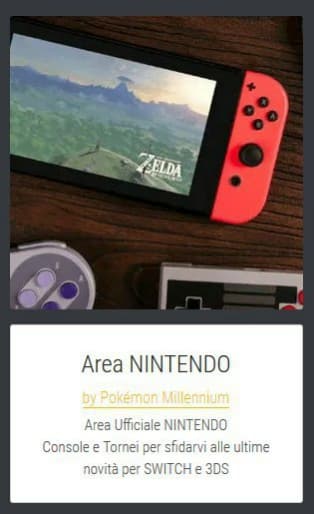 ZELDA
Area NINTENDO
by Pokémon Millennium
Area Ufficiale NINTENDO
Console e Tornei per sfidarvi alle ultime
novità per SWITCH e 3DS